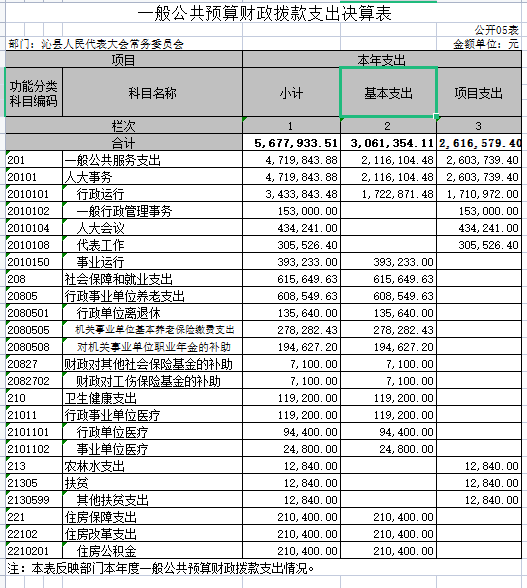 一般公共预算财政拨款支出决算表
公开05表
部门：沁县人民代表大会常务委员会 金额单位：元
项目 本年支出
功能分类科目编码 科目名称 小计 基本支出 项目支出
栏次 1 2 3
合计 5,677,933.51 3,061,354.11 2,616,579.40
201 一般公共服务支出 4,719,843.88 2,116,104.48 2,603,739.40
20101 人大事务 4,719,843.88 2,116,104.48 2,603,739.40
2010101 行政运行 3,433,843.48 1,722,871.48 1,710,972.00
2010102 一般行政管理事务 153,000.00 153,000.00
2010104 人大会议 434,241.00 434,241.00
2010108 代表工作 305,526.40 305,526.40
2010150 事业运行 393,233.00 393,233.00
208 社会保障和就业支出 615,649.63 615,649.63
20805 行政事业单位养老支出 608,549.63 608,549.63
2080501 行政单位离退休 135,640.00 135,640.00
2080505 机关事业单位基本养老保险缴费支出 278,282.43 278,282.43
2080508 对机关事业单位职业年金的补助 194,627.20 194,627.20
20827 财政对其他社会保险基金的补助 7,100.00 7,100.00
2082702 财政对工伤保险基金的补助 7,100.00 7,100.00
210 卫生健康支出 119,200.00 119,200.00
21011 行政事业单位医疗 119,200.00 119,200.00
2101101 行政单位医疗 94,400.00 94,400.00
2101102 事业单位医疗 24,800.00 24,800.00
213 农林水支出 12,840.00 12,840.00
21305 扶贫 12,840.00 12,840.00
2130599 其他扶贫支出 12,840.00 12,840.00
221 住房保障支出 210,400.00 210,400.00
22102 住房改革支出 210,400.00 210,400.00
2210201 住房公积金 210,400.00 210,400.00
注：本表反映部门本年度一般公共预算财政拨款支出情况。